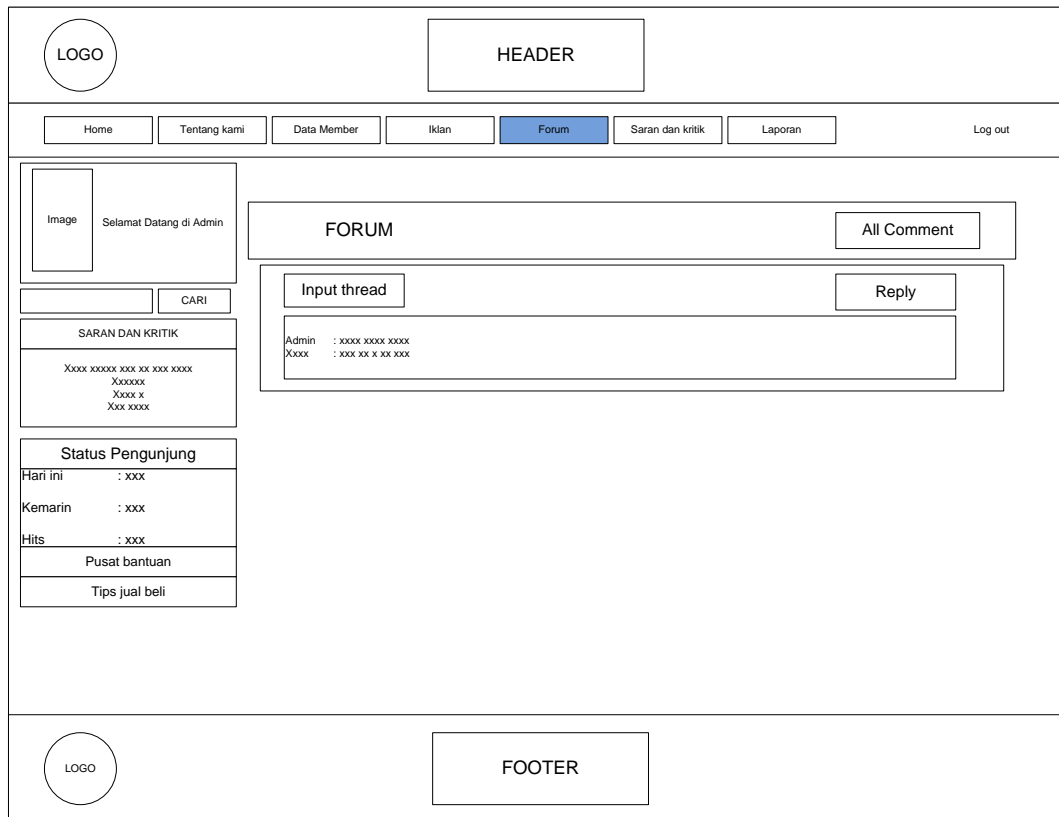 LOGO
HEADER
Home
Tentang kami
Data Member
Iklan
Forum
Saran dan kritik
Laporan
Log out
Image
Selamat Datang di Admin
CARI
SARAN DAN KRITIK
Xxxx xxxxx xxx xx xxx xxxx
Xxxxxx
Xxxx x
Xxx xxxx
Status Pengunjung
Hari ini : xxx
Kemarin : xxx
Hits : xxx
Pusat bantuan
Tips jual beli
FORUM
All Comment
Input thread
Reply
Admin : xxxx xxxx xxxx
Xxxx : xxx xx x xx xxx
LOGO
FOOTER